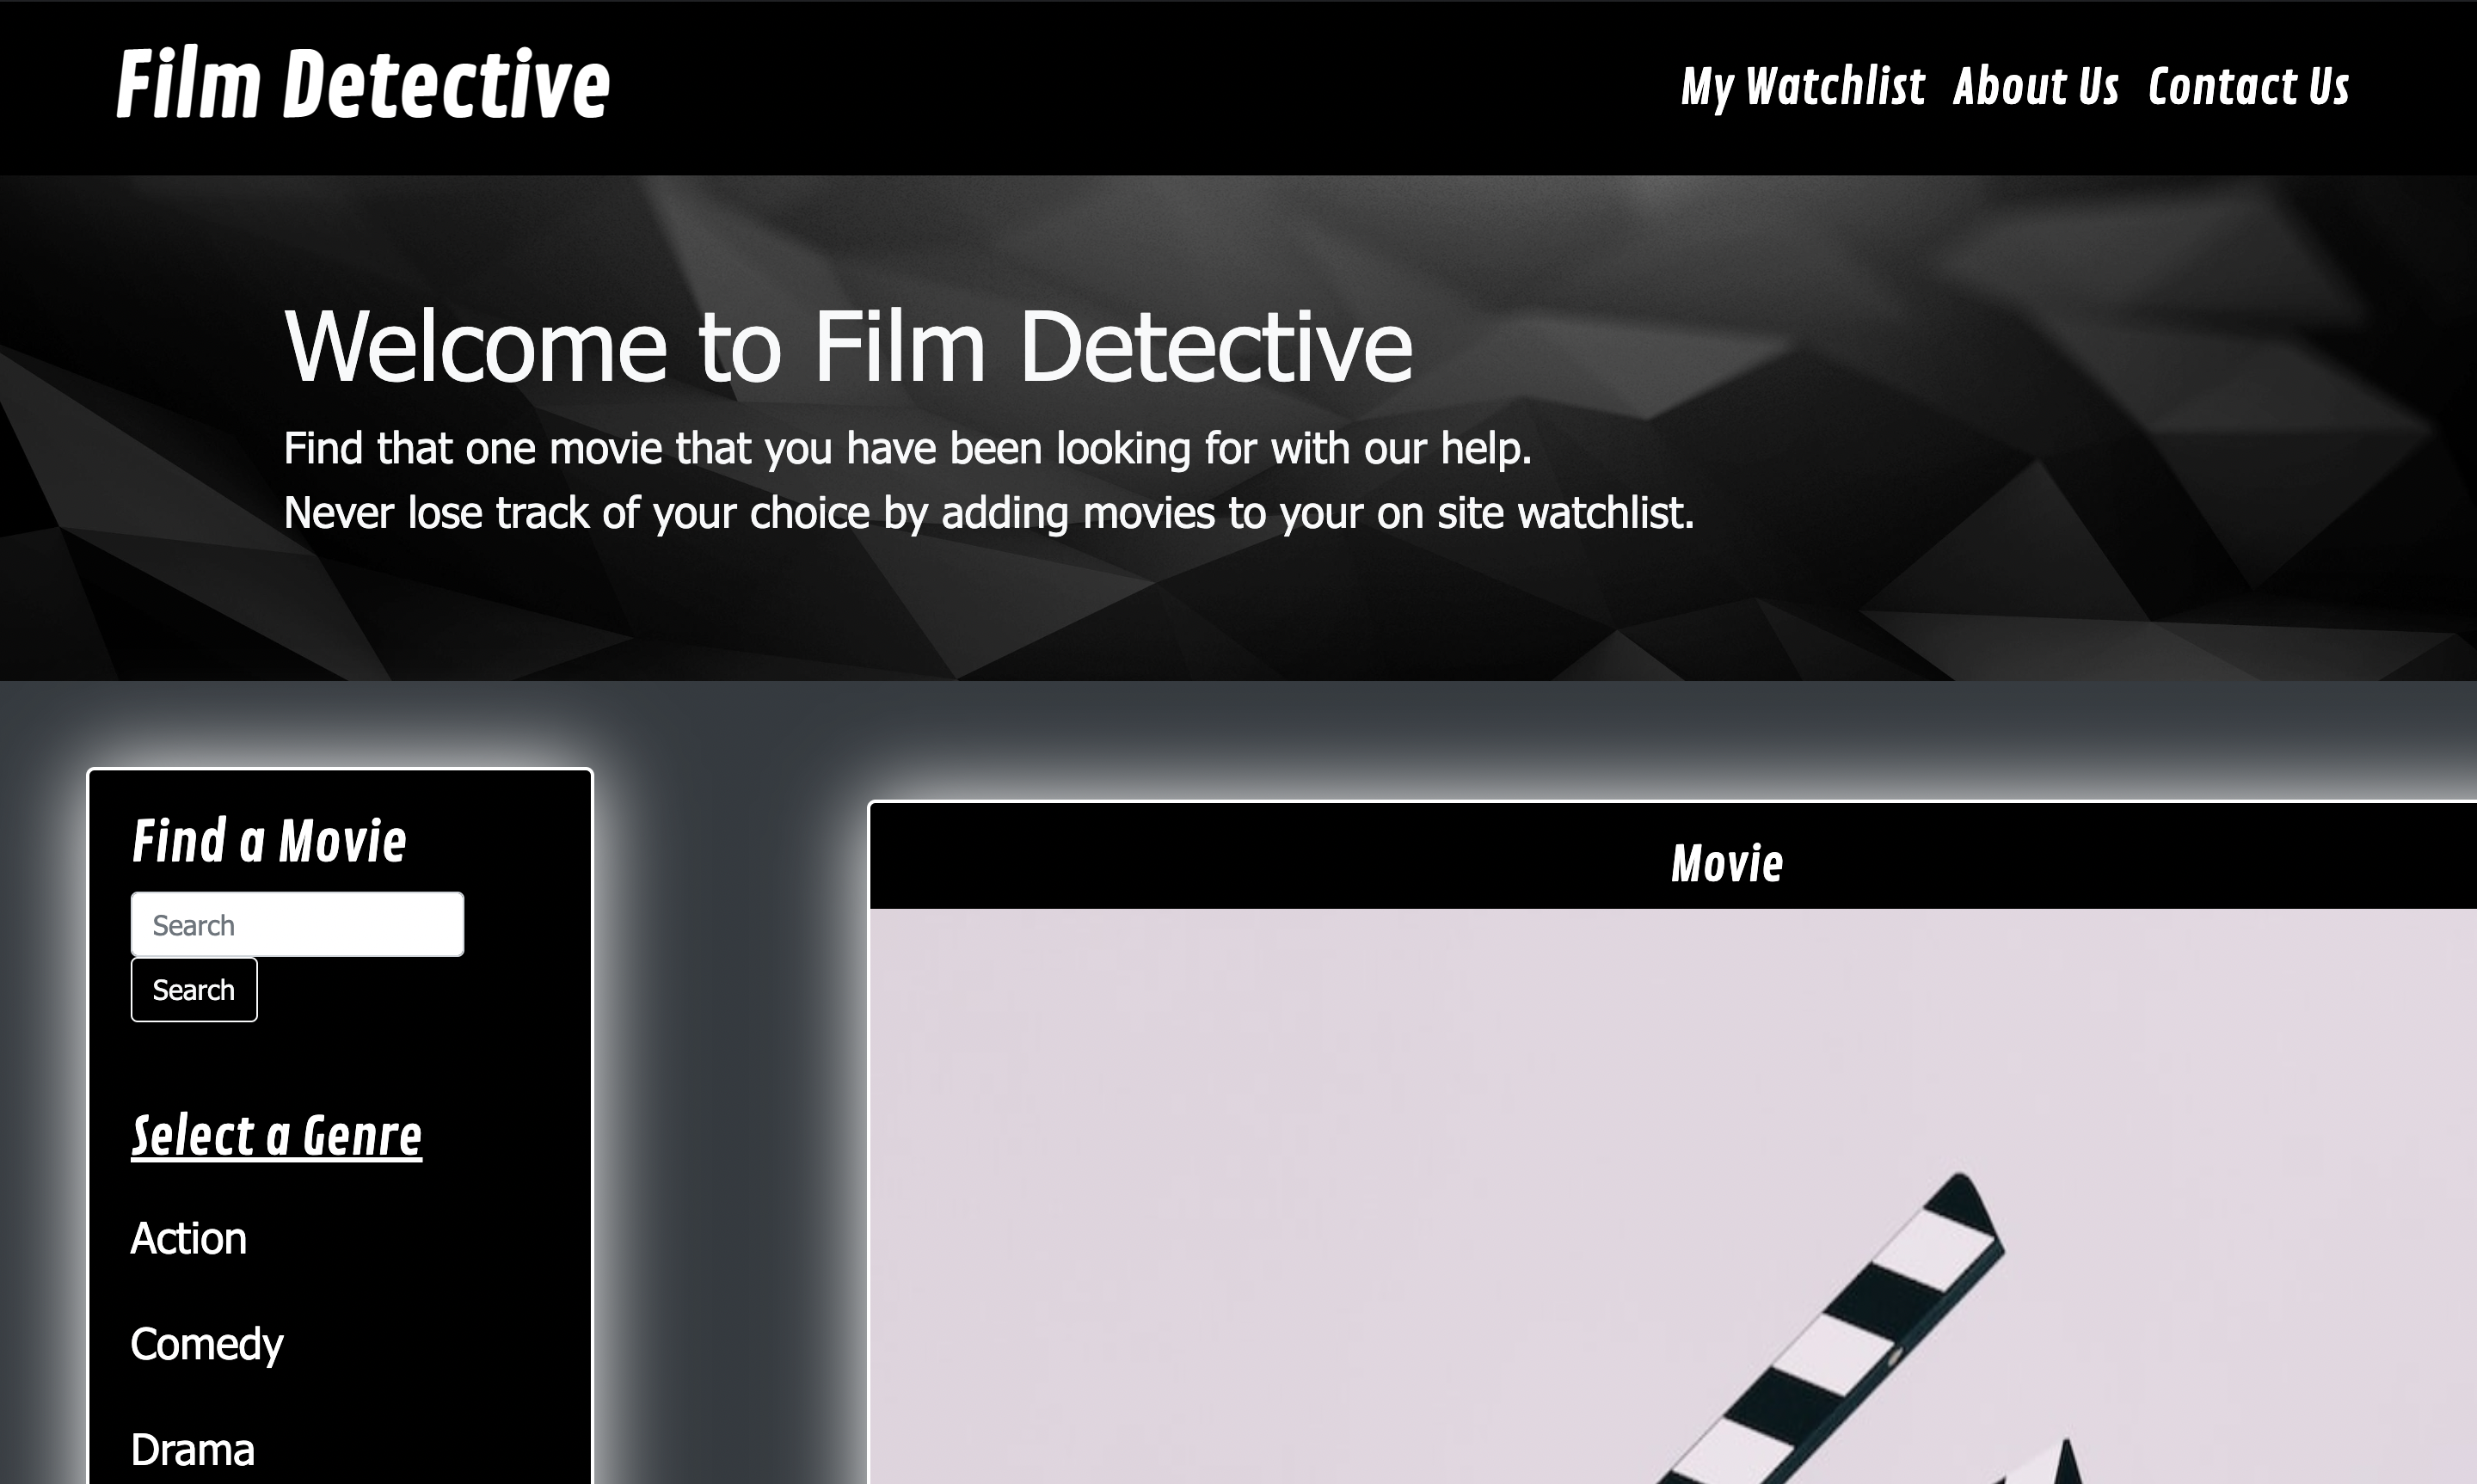 Film Detective
My Watchlist About Us Contact Us
Welcome to Film Detective
Find that one movie that you have been looking for with our help.
Never lose track of your choice by adding movies to your on site watchlist.
Find a Movie
Search
Search
Select a Genre
Action
Comedy
Drama
Movie